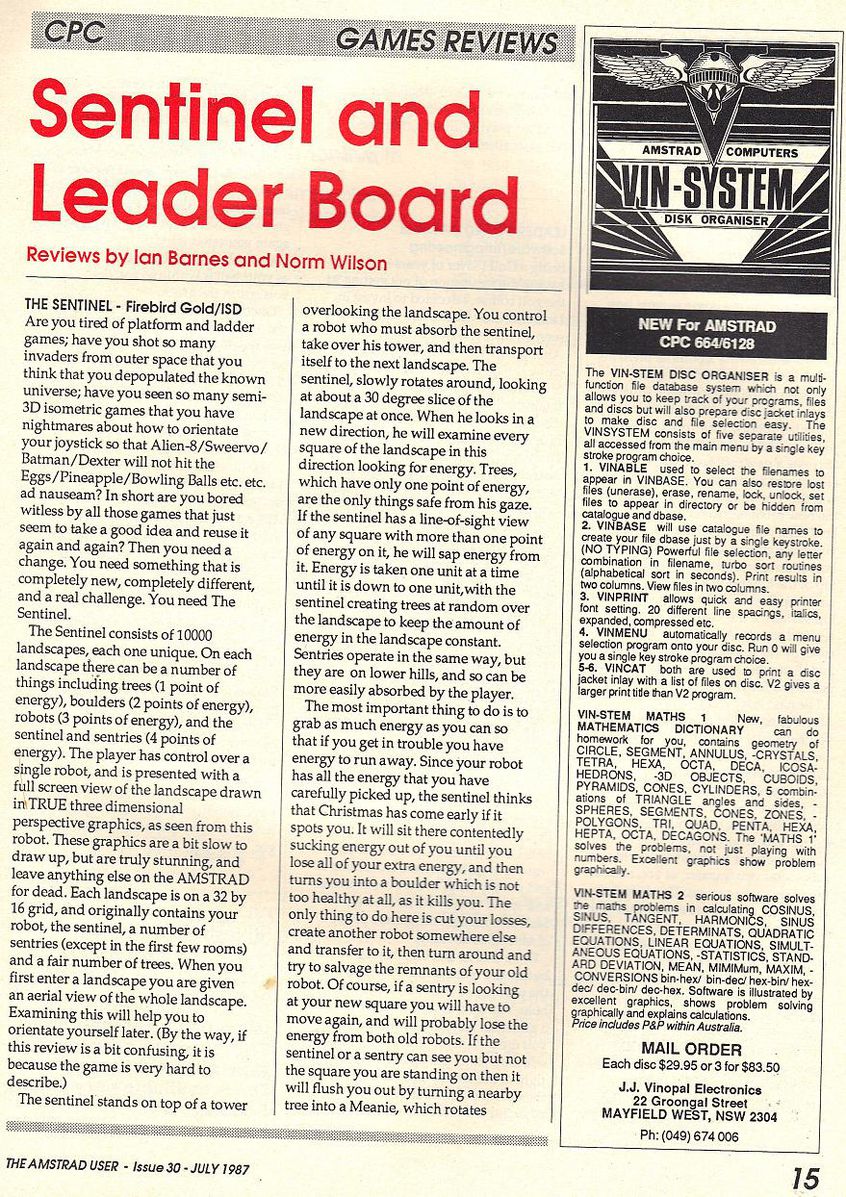 CPC
GAMES REVIEWS
Sentinel and
Leader Board
Reviews by Ian Barnes and Norm Wilson
THE SENTINEL - Firebird Gold/ISD
Are you tired of platform and ladder
games; have you shot so many
invaders from outer space that you
think that you depopulated the known
universe; have you seen so many semi-
3D isometric games that you have
nightmares about how to orientate
your joystick so that Alien-8/Sweervo/
Batman/Dexter will not hit the
Eggs/Pineapple/Bowling Balls etc. etc.
ad nauseam? In short are you bored
witless by all those games that just
seem to take a good idea and reuse it
again and again? Then you need a
change. You need something that is
completely new, completely different,
and a real challenge. You need The
Sentinel.
The Sentinel consists of 10000
landscapes, each one unique. On each
landscape there can be a number of
things including trees (1 point of
energy), boulders (2 points of energy),
robots (3 points of energy), and the
sentinel and sentries (4 points of
energy). The player has control over a
single robot, and is presented with a
full screen view of the landscape drawn
in TRUE three dimensional
perspective graphics, as seen from this
robot. These graphics are a bit slow to
draw up, but are truly stunning, and
leave anything else on the AMSTRAD
for dead. Each landscape is on a 32 by
16 grid, and originally contains your
robot, the sentinel, a number of
sentries (except in the first few rooms)
and a fair number of trees. When you
first enter a landscape you are given
an aerial view of the whole landscape.
Examining this will help you to
orientate yourself later. (By the way, if
this review is a bit confusing, it is
because the game is very hard to
describe.)
The sentinel stands on top of a tower
overlooking the landscape. You control
a robot who must absorb the sentinel,
take over his tower, and then transport
itself to the next landscape. The
sentinel, slowly rotates around, looking
at about a 30 degree slice of the
landscape at once. When he looks in a
new direction, he will examine every
square of the landscape in this
direction looking for energy. Trees,
which have only one point of energy,
are the only things safe from his gaze.
If the sentinel has a line-of-sight view
of any square with more than one point
of energy on it, he will sap energy from
it. Energy is taken one unit at a time
until it is down to one unit,with the
sentinel creating trees at random over
the landscape to keep the amount of
energy in the landscape constant.
Sentries operate in the same way, but
they are on lower hills, and so can be
more easily absorbed by the player.
The most important thing to do is to
grab as much energy as you can so
that if you get in trouble you have
energy to run away. Since your robot
has all the energy that you have
carefully picked up, the sentinel thinks
that Christmas has come early if it
spots you. It will sit there contentedly
sucking energy out of you until you
lose all of your extra energy, and then
turns you into a boulder which is not
too healthy at all, as it kills you. The
only thing to do here is cut your losses,
create another robot somewhere else
and transfer to it, then turn around and
try to salvage the remnants of your old
robot. Of course, if a sentry is looking
at your new square you will have to
move again, and will probably lose the
energy from both old robots. If the
sentinel or a sentry can see you but not
the square you are standing on then it
will flush you out by turning a nearby
tree into a Meanie, which rotates
AMSTRAD COMPUTERS
VIN-SYSTEM
DISK ORGANISER
NEW For AMSTRAD
CPC 664/6128
The VIN-STEM DISC ORGANISER is a multi-
function file database system which not only
allows you to keep track of your programs, files
and discs but will also prepare disc jacket inlays
to make disc and file selection easy. The
VINSYSTEM consists of five separate utilities,
all accessed from the main menu by a single key
stroke program choice.
1. VINABLE used to select the filenames to
appear in VINBASE. You can also restore lost
files (unerase), erase, rename, lock, unlock, set
files to appear in directory or be hidden from
catalogue and dbase.
2. VINBASE will use catalogue file names to
create your file dbase just by a single keystroke.
(NO TYPING) Powerful file selection, any letter
combination in filename, turbo sort routines
(alphabetical sort in seconds). Print results in
two columns. View files in two columns.
3. VINPRINT allows quick and easy printer
font setting. 20 different line spacings, italics,
expanded, compressed etc.
4. VINMENU automatically records a menu
selection program onto your disc. Run 0 will give
you a single key stroke program choice.
5-6. VINCAT both are used to print a disc
jacket inlay with a list of files on disc. V2 gives a
larger print title than V2 program.
VIN-STEM MATHS 1 New, fabulous
MATHEMATICS DICTIONARY can do
homework for you, contains geometry of
CIRCLE, SEGMENT, ANNULUS, -CRYSTALS,
TETRA, HEXA, OCTA, DECA, ICOSA-
HEDRONS, -3D OBJECTS, CUBOIDS,
PYRAMIDS, CONES, CYLINDERS, 5 combin-
ations of TRIANGLE angles and sides, -
SPHERES, SEGMENTS, CONES, ZONES, -
POLYGONS, TRI, QUAD, PENTA, HEXA,
HEPTA, OCTA, DECAGONS. The 'MATHS 1'
solves the problems, not just playing with
numbers. Excellent graphics show problem
graphically.
VIN-STEM MATHS 2 serious software solves
the maths problems in calculating COSINUS,
SINUS, TANGENT, HARMONICS, SINUS
DIFFERENCES, DETERMINATS, QUADRATIC
EQUATIONS, LINEAR EQUATIONS, SIMULT-
ANEOUS EQUATIONS, -STATISTICS, STAND-
ARD DEVIATION, MEAN, MIMIMum, MAXIM, -
CONVERSIONS bin-hex/ bin-dec/ hex-bin/ hex-
dec/ dec-bin/ dec-hex. Software is illustrated by
excellent graphics, shows problem solving
graphically and explains calculations.
Price includes P&P within Australia.
MAIL ORDER
Each disc $29.95 or 3 for $83.50
J.J. Vinopal Electronics
22 Groongal Street
MAYFIELD WEST, NSW 2304
Ph: (049) 674 006
THE AMSTRAD USER - Issue 30 - JULY 1987
15